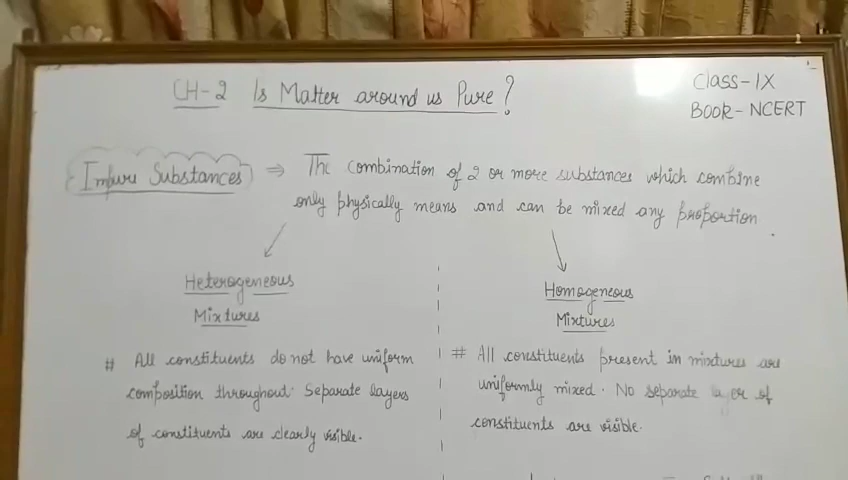 CH-2 Is Matter around us Pure?
Class-IX
BOOK-NCERT
Impure Substances ⇒ The combination of 2 or more substances which combine
only physically means and can be mixed any proportion.
Heterogeneous
Mixtures
# All constituents do not have uniform
composition throughout. Separate layers
of constituents are clearly visible.
Homogeneous
Mixtures
# All constituents present in mixtures are
uniformly mixed. No separate layer of
constituents are visible.